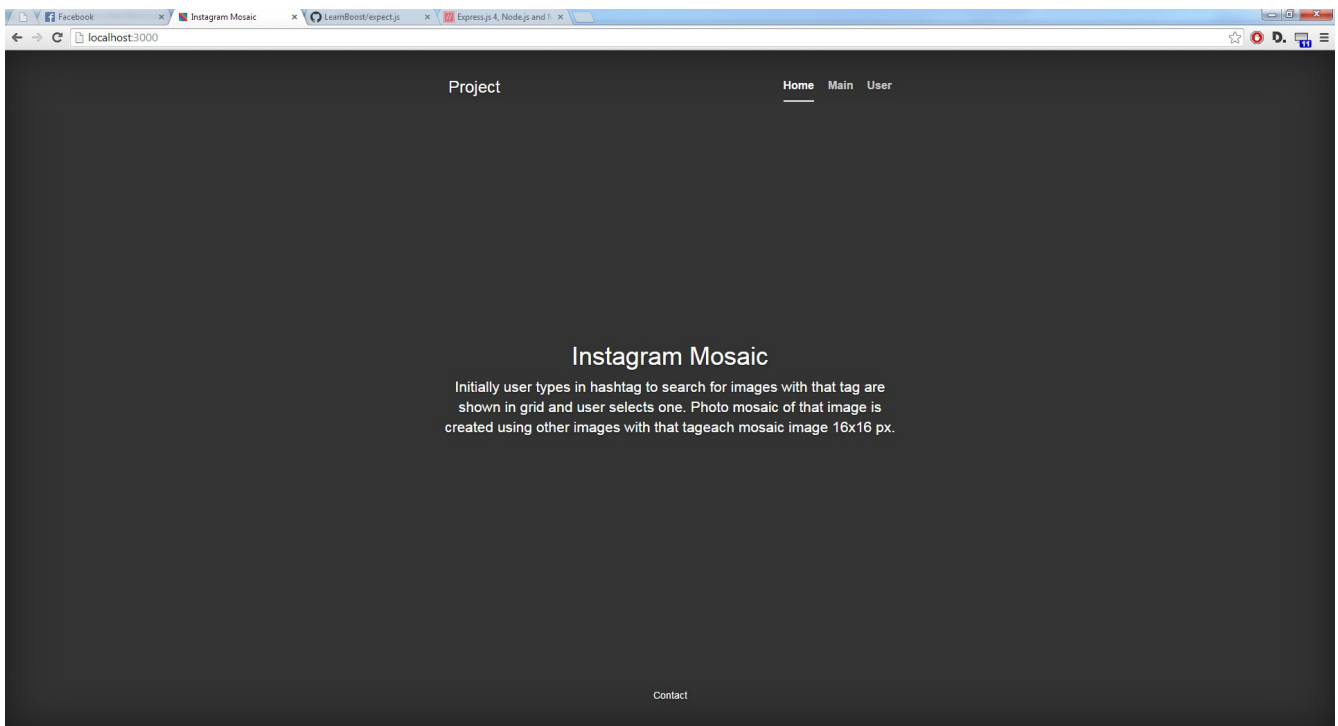 Facebook
Instagram Mosaic
LearnBoost/expect.js
Express.js 4, Node.js and
localhost:3000
D.
11
Project
Home Main User
Instagram Mosaic
Initially user types in hashtag to search for images with that tag are
shown in grid and user selects one. Photo mosaic of that image is
created using other images with that tageach mosaic image 16x16 px.
Contact